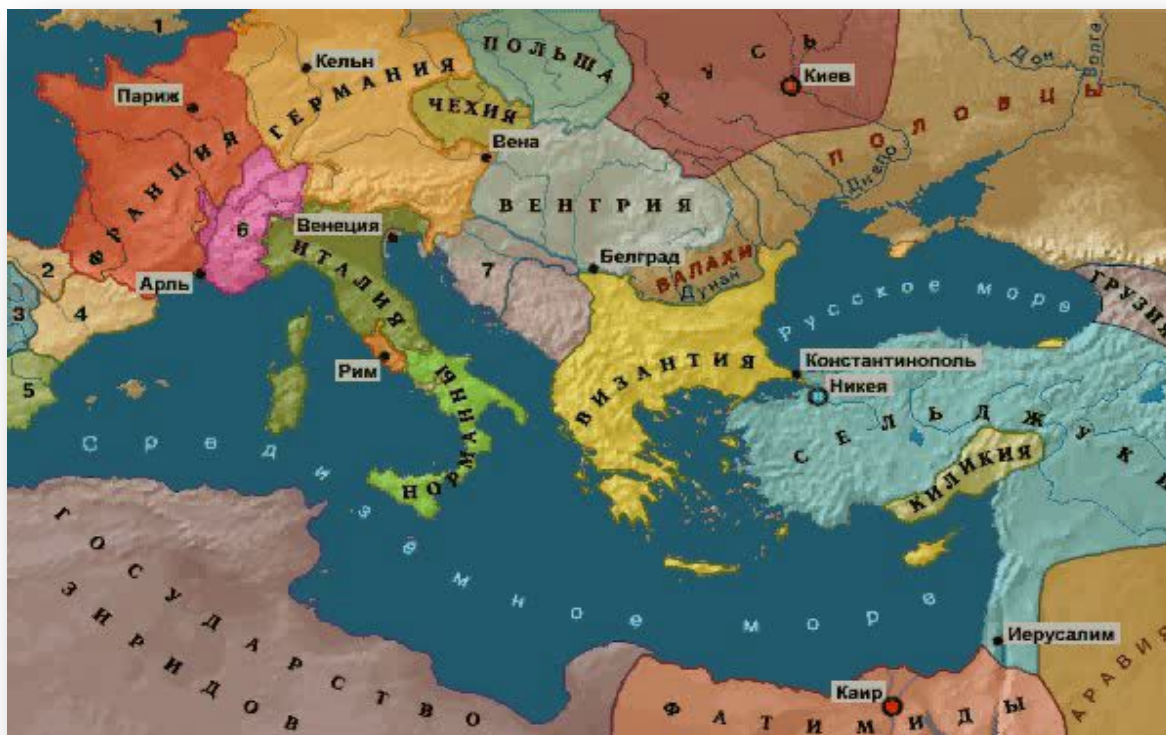 1
ПОЛЬША
РУСЬ
Дон
Волга
Кельн
Киев
Париж
ГЕРМАНИЯ
ЧЕХИЯ
ПОЛОВЦЫ
Вена
ФРАНЦИЯ
Днепр
ВЕНГРИЯ
6
Венеция
2
ИТАЛИЯ
7
Белград
ВАЛАХИ
Дунай
ГРУЗИЯ
Арль
3
4
Русское море
Рим
ВИЗАНТИЯ
Константинополь
Никея
5
НОРМАННЫ
СЕЛЬДЖУКИ
КИЛИКИЯ
Средиземное море
ГОСУДАРСТВО
ЗИРИДОВ
Иерусалим
АРАВИЯ
Каир
ФАТИМИДЫ